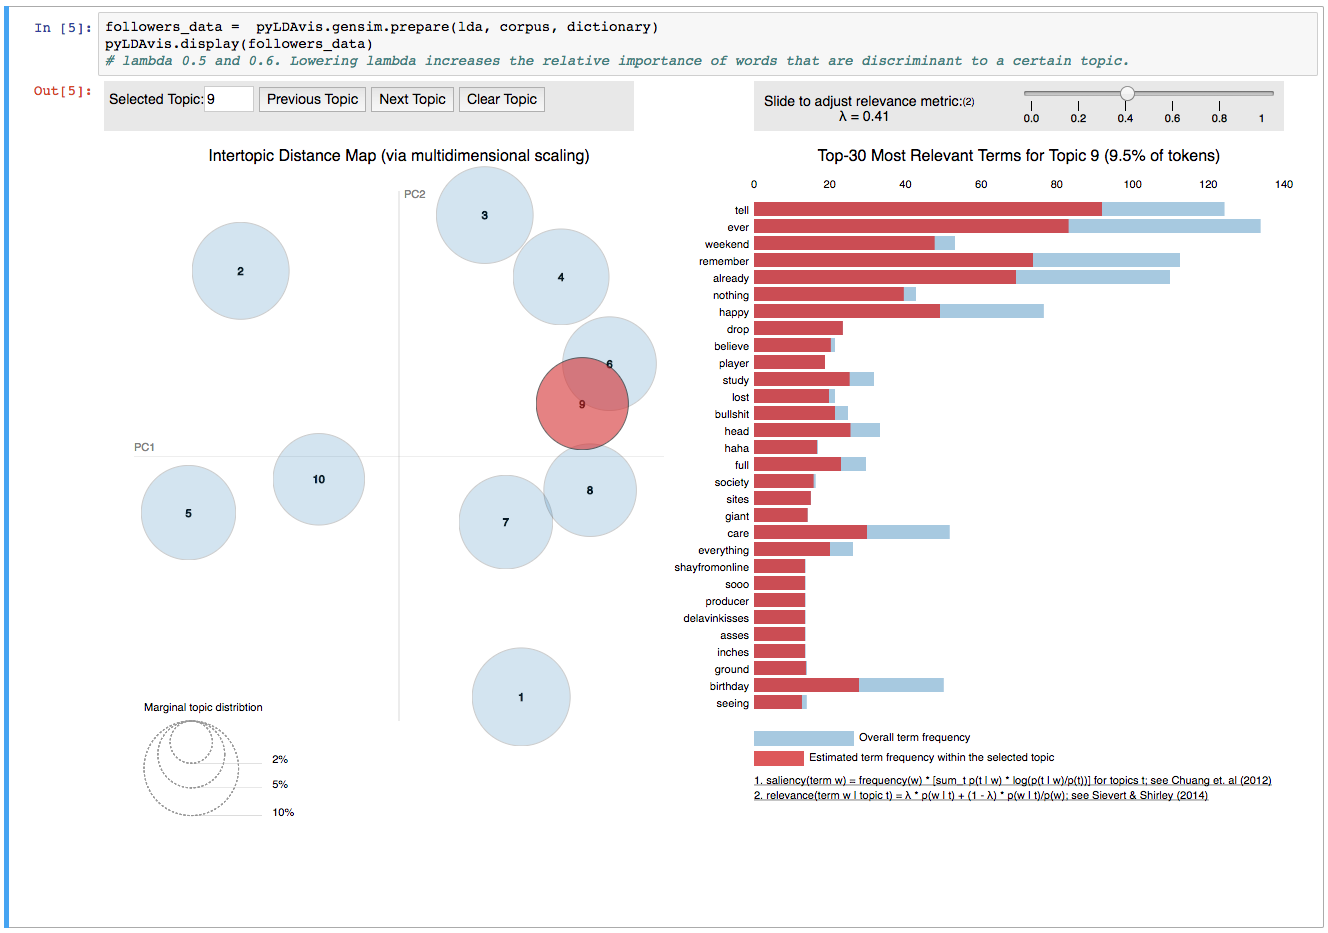 In [5]:
followers_data =  pyLDAvis.gensim.prepare(lda, corpus, dictionary)
pyLDAvis.display(followers_data)
# lambda 0.5 and 0.6. Lowering lambda increases the relative importance of words that are discriminant to a certain topic.
Out[5]:
Selected Topic: 9 Previous Topic Next Topic Clear Topic
Slide to adjust relevance metric:(2)
λ = 0.41
0.0 0.2 0.4 0.6 0.8 1
Intertopic Distance Map (via multidimensional scaling)
PC2
PC1
3
2
4
6
9
10
8
5
7
1
Marginal topic distribtion
2%
5%
10%
Top-30 Most Relevant Terms for Topic 9 (9.5% of tokens)
0 20 40 60 80 100 120 140
tell
ever
weekend
remember
already
nothing
happy
drop
believe
player
study
lost
bullshit
head
haha
full
society
sites
giant
care
everything
shayfromonline
sooo
producer
delavinkisses
asses
inches
ground
birthday
seeing
Overall term frequency
Estimated term frequency within the selected topic
1. saliency(term w) = frequency(w) * [sum_t p(t | w) * log(p(t | w)/p(t))] for topics t; see Chuang et. al (2012)
2. relevance(term w | topic t) = λ * p(w | t) + (1 - λ) * p(w | t)/p(w); see Sievert & Shirley (2014)